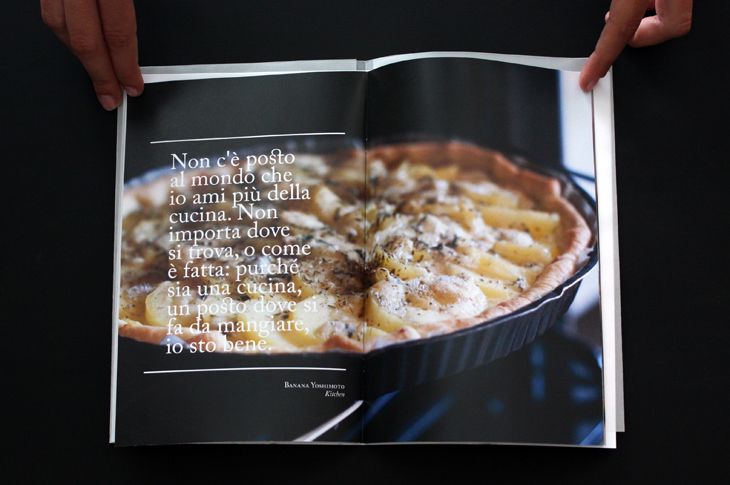 Non c'è posto
al mondo che
io ami più della
cucina. Non
importa dove
si trova, o come
è fatta: purché
sia una cucina,
un posto dove si
fa da mangiare,
io sto bene.
Banana Yoshimoto
Kitchen